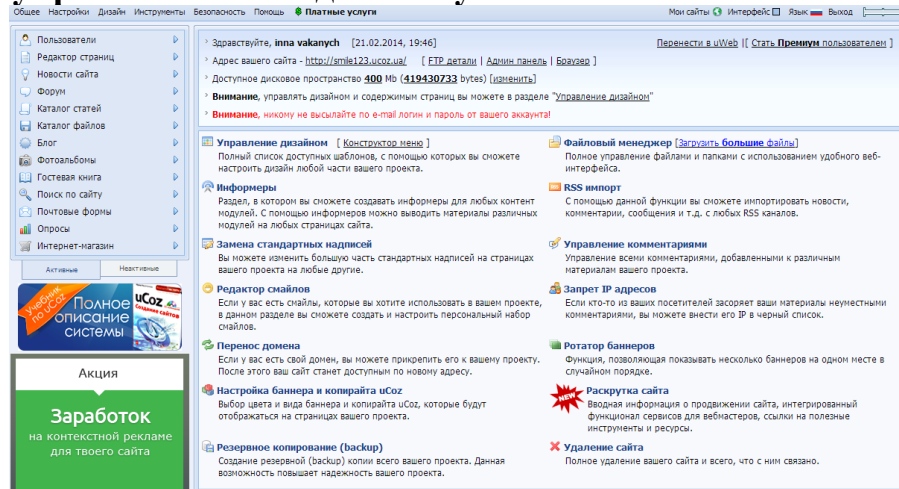 Общее Настройки Дизайн Инструменты Безопасность Помощь Платные услуги Мои сайты Интерфейс Язык Выход
Пользователи
Редактор страниц
Новости сайта
Форум
Каталог статей
Каталог файлов
Блог
Фотоальбомы
Гостевая книга
Поиск по сайту
Почтовые формы
Опросы
Интернет-магазин
Активные Неактивные
Учебник по uCoz
Полное описание системы
uCoz
Создание сайтов
Акция
Заработок
на контекстной рекламе
для твоего сайта
Здравствуйте, inna vakanych [21.02.2014, 19:46] Перенести в uWeb |[ Стать Премиум пользователем ]
Адрес вашего сайта - http://smile123.ucoz.ua/ [ FTP детали | Админ панель | Браузер ]
Доступное дисковое пространство 400 Mb (419430733 bytes) [изменить]
Внимание, управлять дизайном и содержимым страниц вы можете в разделе "Управление дизайном"
Внимание, никому не высылайте по e-mail логин и пароль от вашего аккаунта!
Управление дизайном [ Конструктор меню ]
Полный список доступных шаблонов, с помощью которых вы сможете
настроить дизайн любой части вашего проекта.
Информеры
Раздел, в котором вы сможете создавать информеры для любых контент
модулей. С помощью информеров можно выводить материалы различных
модулей на любых страницах сайта.
Замена стандартных надписей
Вы можете изменить большую часть стандартных надписей на страницах
вашего проекта на любые другие.
Редактор смайлов
Если у вас есть смайлы, которые вы хотите использовать в вашем проекте,
в данном разделе вы сможете создать и настроить персональный набор
смайлов.
Перенос домена
Если у вас есть свой домен, вы можете прикрепить его к вашему проекту.
После этого ваш сайт станет доступным по новому адресу.
Настройка баннера и копирайта uCoz
Выбор цвета и вида баннера и копирайта uCoz, которые будут
отображаться на страницах вашего проекта.
Резервное копирование (backup)
Создание резервной (backup) копии всего вашего проекта. Данная
возможность повышает надежность вашего проекта.
Файловый менеджер [Загрузить большие файлы]
Полное управление файлами и папками с использованием удобного веб-
интерфейса.
RSS импорт
С помощью данной функции вы сможете импортировать новости,
комментарии, сообщения и т.д. с любых RSS каналов.
Управление комментариями
Управление всеми комментариями, добавленными к различным
материалам вашего проекта.
Запрет IP адресов
Если кто-то из ваших посетителей засоряет ваши материалы неуместными
комментариями, вы можете внести его IP в черный список.
Ротатор баннеров
Функция, позволяющая показывать несколько баннеров на одном месте в
случайном порядке.
NEW
Раскрутка сайта
Вводная информация о продвижении сайта, интегрированный
функционал сервисов для вебмастеров, ссылки на полезные
инструменты и ресурсы.
Удаление сайта
Полное удаление вашего сайта и всего, что с ним связано.